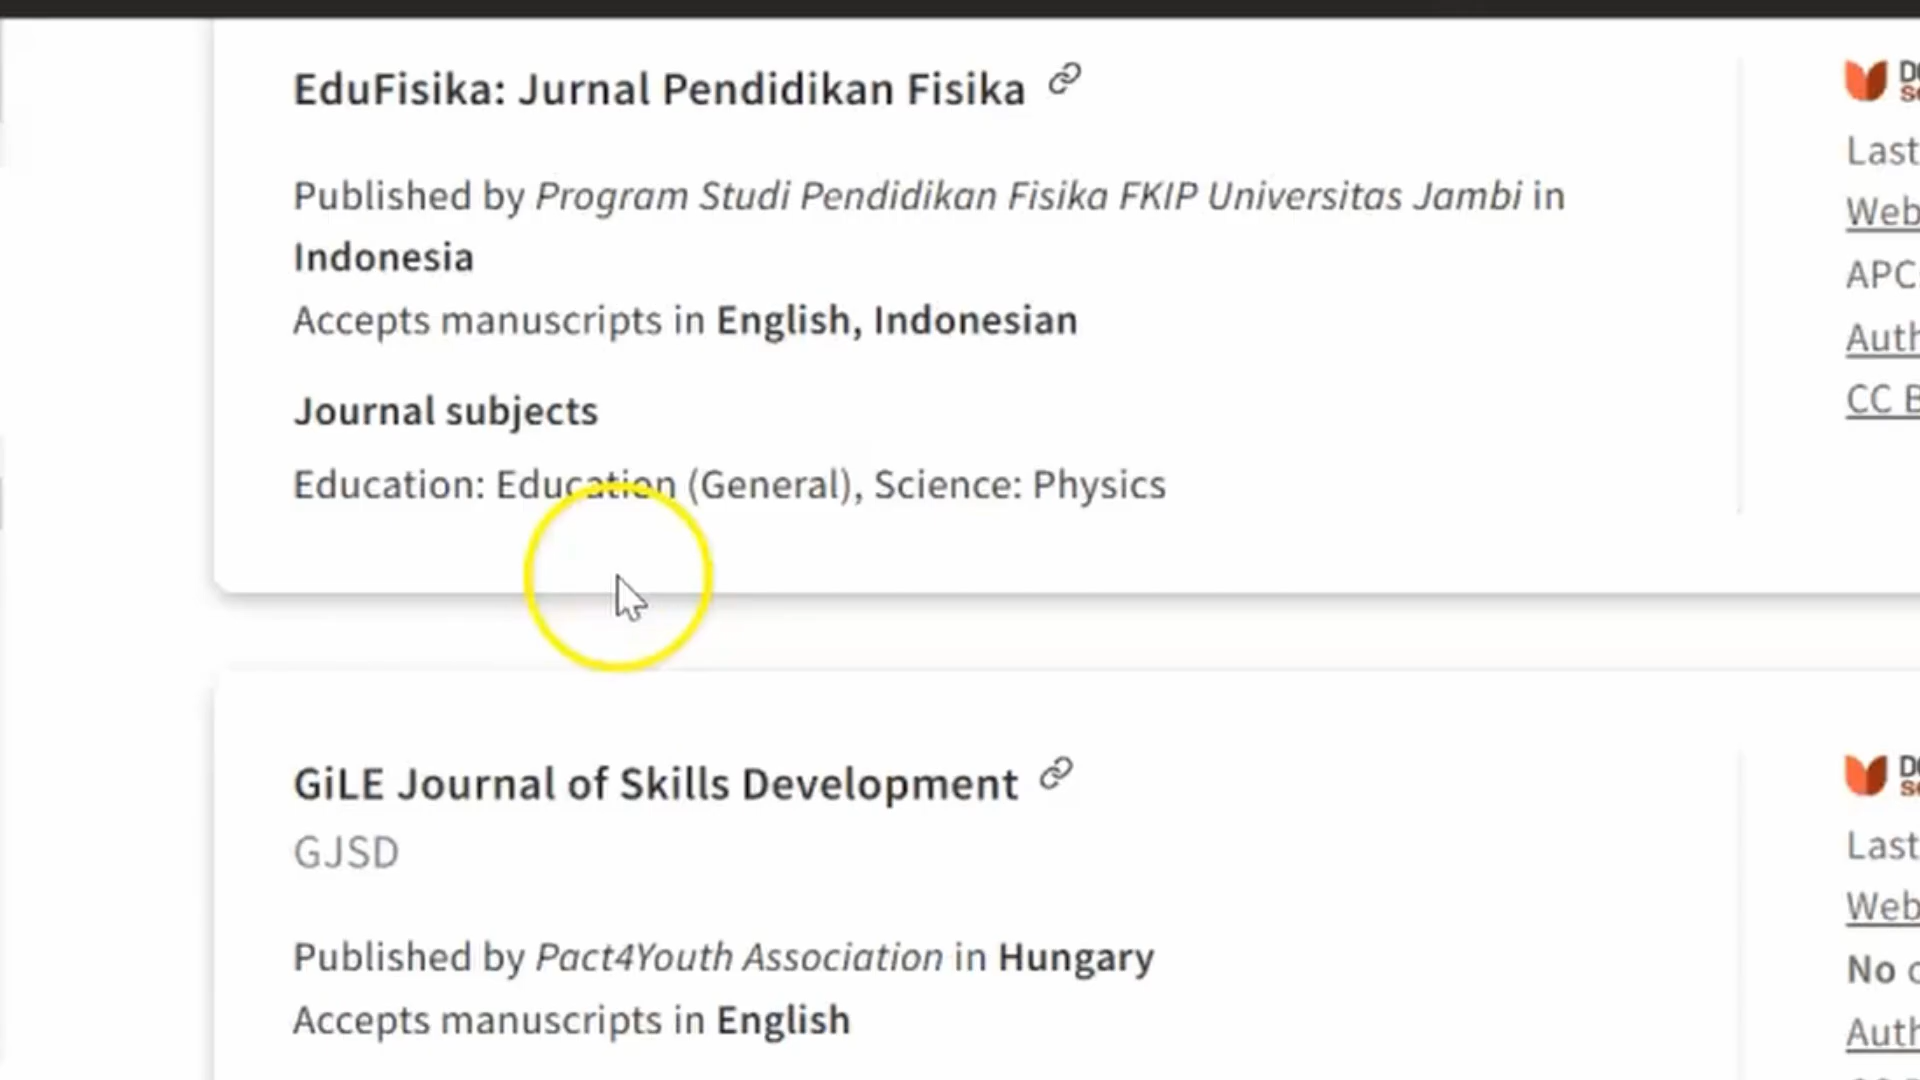 EduFisika: Jurnal Pendidikan Fisika
Published by Program Studi Pendidikan Fisika FKIP Universitas Jambi in
Indonesia
Accepts manuscripts in English, Indonesian
Journal subjects
Education: Education (General), Science: Physics
Last
Web
APC
Auth
CC B
GiLE Journal of Skills Development
GJSD
Published by Pact4Youth Association in Hungary
Accepts manuscripts in English
Last
Web
No
Auth